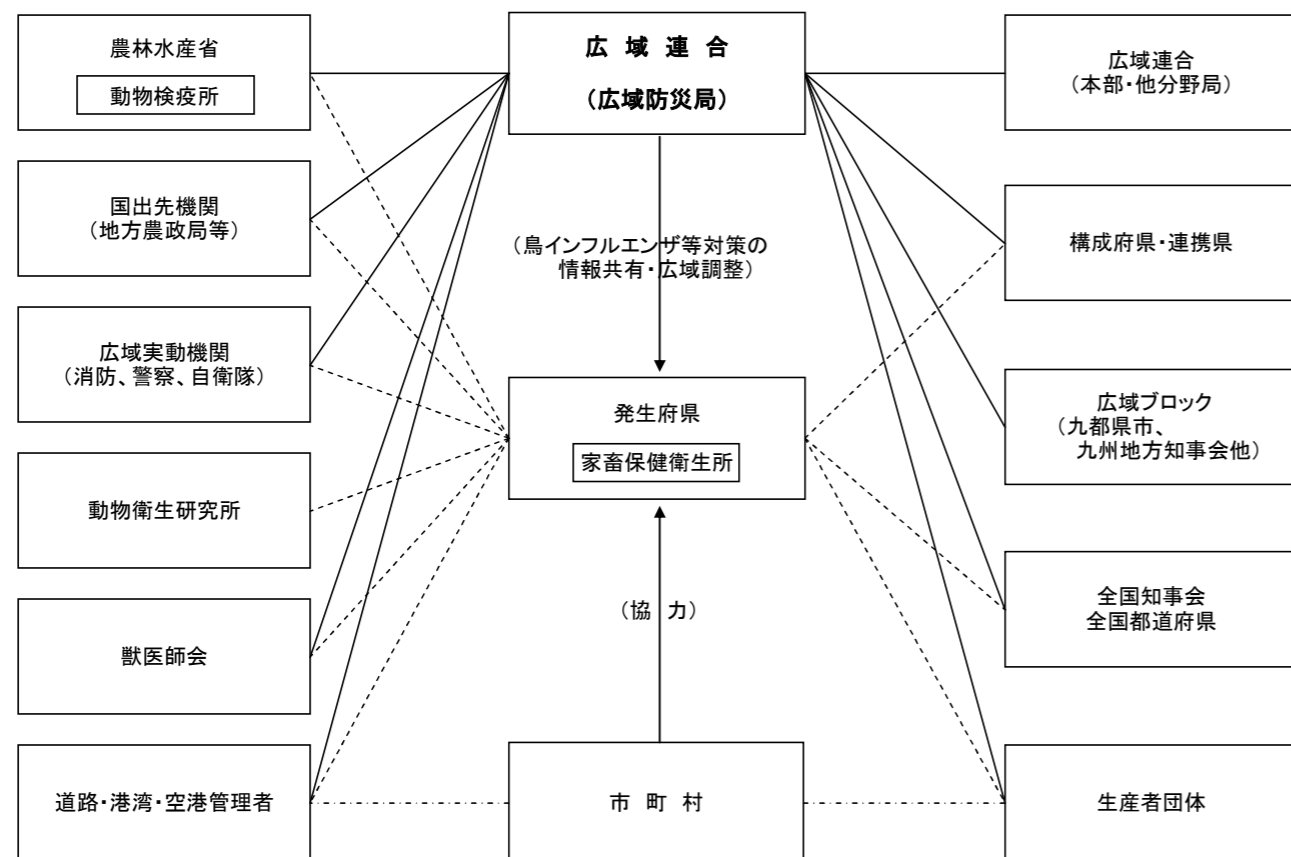 農林水産省
動物検疫所
広 域 連 合
（広域防災局）
広域連合
（本部・他分野局）
国出先機関
（地方農政局等）
（鳥インフルエンザ等対策の
情報共有・広域調整）
構成府県・連携県
広域実動機関
（消防、警察、自衛隊）
発生府県
家畜保健衛生所
広域ブロック
（九都県市、
九州地方知事会他）
動物衛生研究所
（協 力）
全国知事会
全国都道府県
獣医師会
道路・港湾・空港管理者
市 町 村
生産者団体